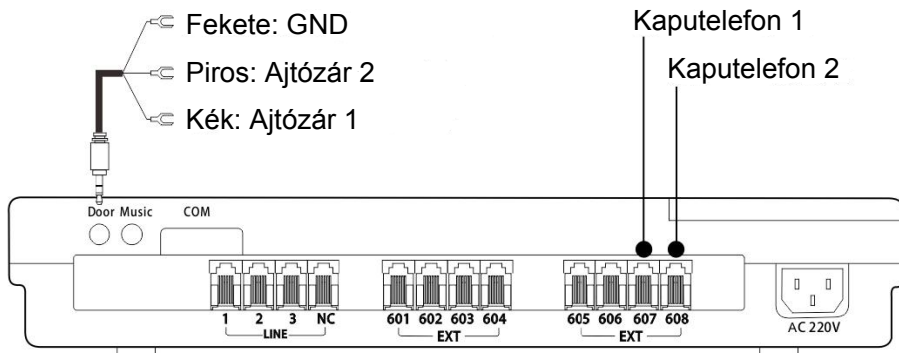 Fekete: GND
Piros: Ajtózár 2
Kék: Ajtózár 1
Kaputelefon 1
Kaputelefon 2
Door Music COM
1 2 3 NC
LINE
601 602 603 604
EXT
605 606 607 608
EXT
AC 220V